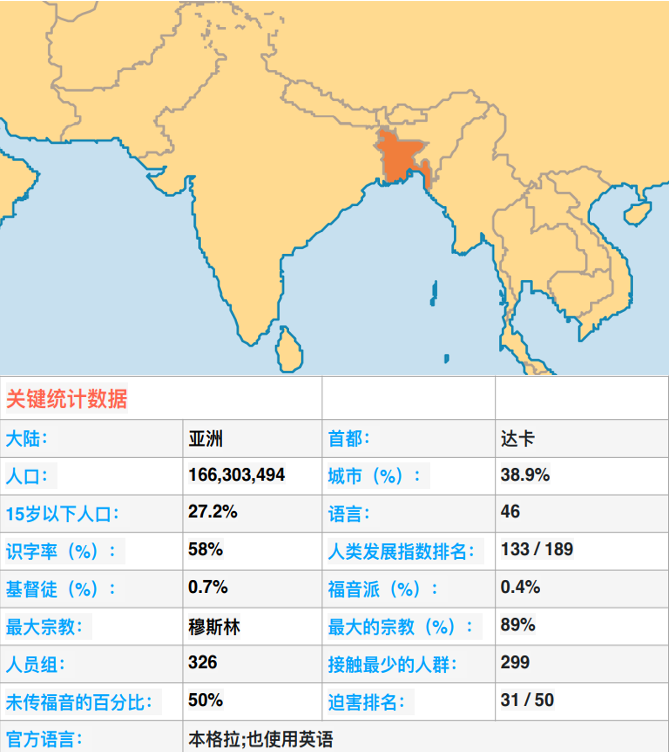 关键统计数据
大陆： 亚洲 首都： 达卡
人口： 166,303,494 城市（%）： 38.9%
15岁以下人口： 27.2% 语言： 46
识字率（%）： 58% 人类发展指数排名： 133 / 189
基督徒（%）： 0.7% 福音派（%）： 0.4%
最大宗教： 穆斯林 最大的宗教（%）： 89%
人员组： 326 接触最少的人群： 299
未传福音的百分比： 50% 迫害排名： 31 / 50
官方语言： 本格拉;也使用英语